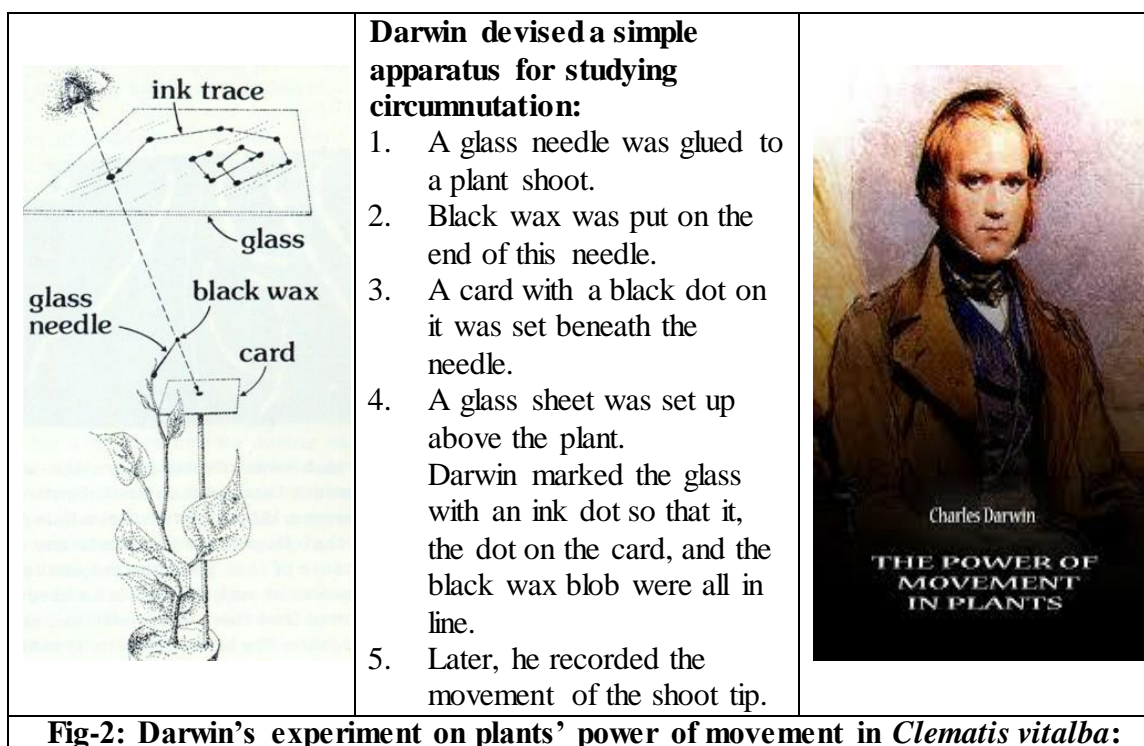 ink trace
glass
glass
needle
black wax
card
Darwin devised a simple
apparatus for studying
circumnutation:
1. A glass needle was glued to
a plant shoot.
2. Black wax was put on the
end of this needle.
3. A card with a black dot on
it was set beneath the
needle.
4. A glass sheet was set up
above the plant.
Darwin marked the glass
with an ink dot so that it,
the dot on the card, and the
black wax blob were all in
line.
5. Later, he recorded the
movement of the shoot tip.
Charles Darwin
THE POWER OF
MOVEMENT
IN PLANTS
Fig-2: Darwin's experiment on plants' power of movement in Clematis vitalba: